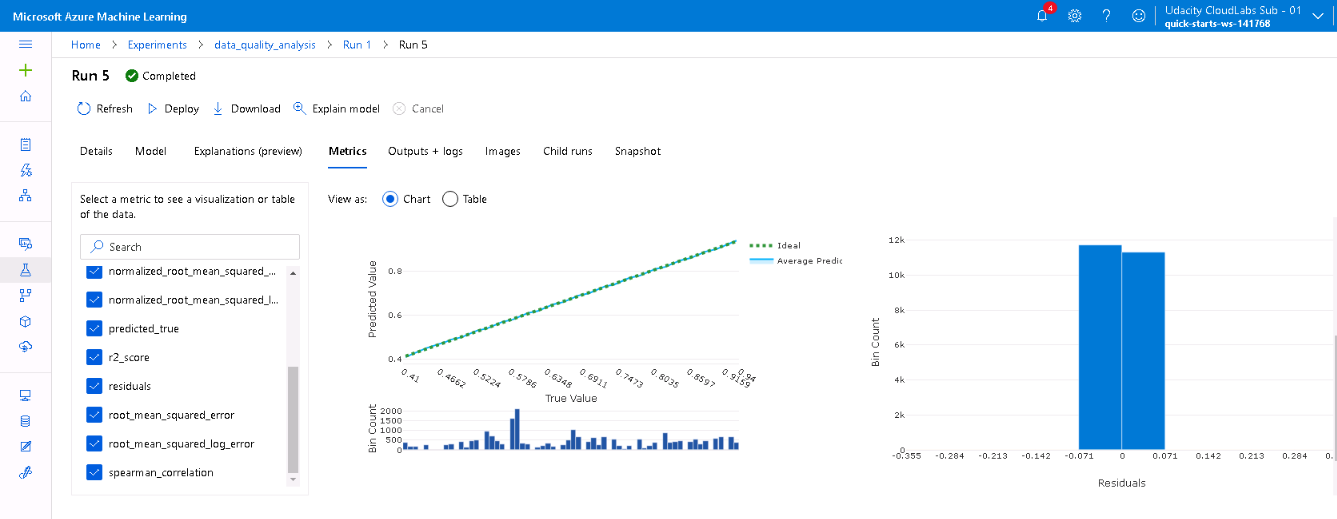 Microsoft Azure Machine Learning
4
Udacity CloudLabs Sub - 01
quick-starts-ws-141768
Home > Experiments > data_quality_analysis > Run 1 > Run 5
Run 5 Completed
Refresh Deploy Download Explain model Cancel
Details Model Explanations (preview) Metrics Outputs + logs Images Child runs Snapshot
Select a metric to see a visualization or table
of the data.
Search
normalized_root_mean_squared_...
normalized_root_mean_squared_l...
predicted_true
r2_score
residuals
root_mean_squared_error
root_mean_squared_log_error
spearman_correlation
View as: Chart Table
Ideal
Average Predic
Predicted Value
0.8
0.6
0.4
0.41 0.4662 0.5224 0.5786 0.6348 0.6911 0.7473 0.8035 0.8597 0.9159 0.94
True Value
Bin Count
2000
1500
1000
500
0
12k
10k
8k
6k
4k
2k
0
Bin Count
-0.355 -0.284 -0.213 -0.142 -0.071 0 0.071 0.142 0.213 0.284 0.
Residuals